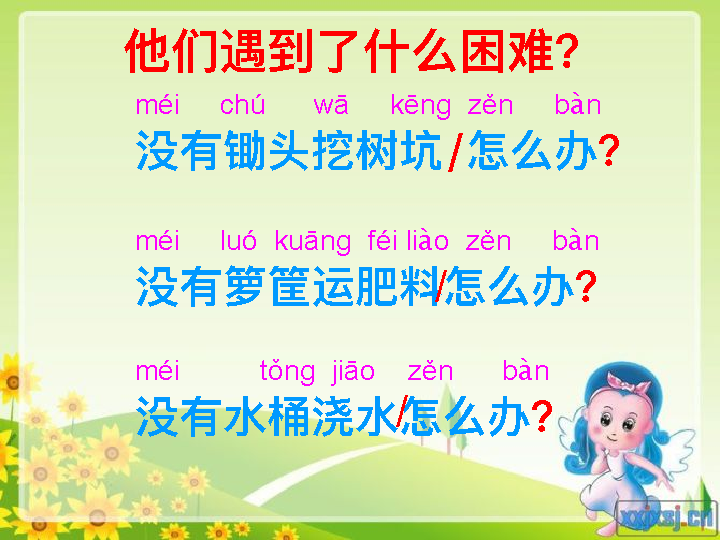 他们遇到了什么困难?
méi chú wā kēng zěn bàn
没有锄头挖树坑/怎么办?
méi luó kuāng féi liào zěn bàn
没有箩筐运肥料/怎么办?
méi tǒng jiāo zěn bàn
没有水桶浇水/怎么办?
xxjxsj.cn